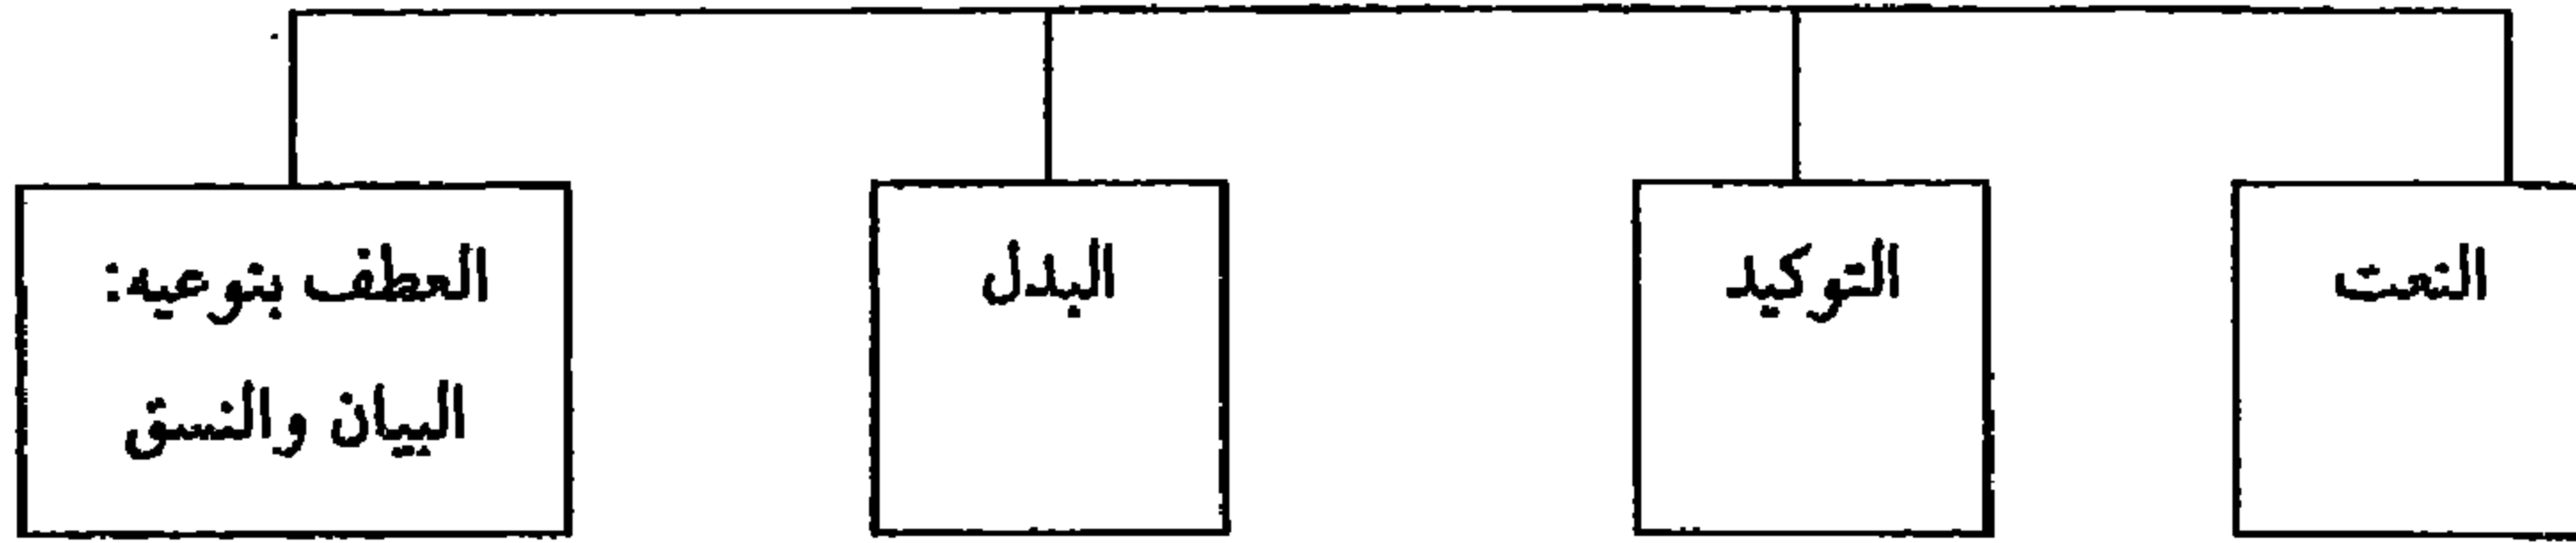 النعت
التوكيد
البدل
العطف بنوعيه:
البيان والنسق